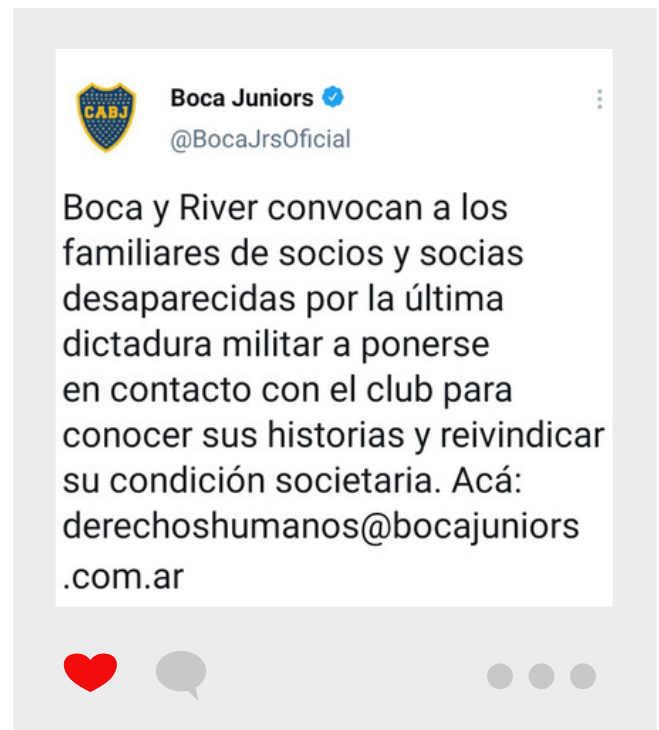 CABJ
Boca Juniors
@BocaJrsOficial
Boca y River convocan a los
familiares de socios y socias
desaparecidas por la última
dictadura militar a ponerse
en contacto con el club para
conocer sus historias y reivindicar
su condición societaria. Acá:
derechoshumanos@bocajuniors
.com.ar